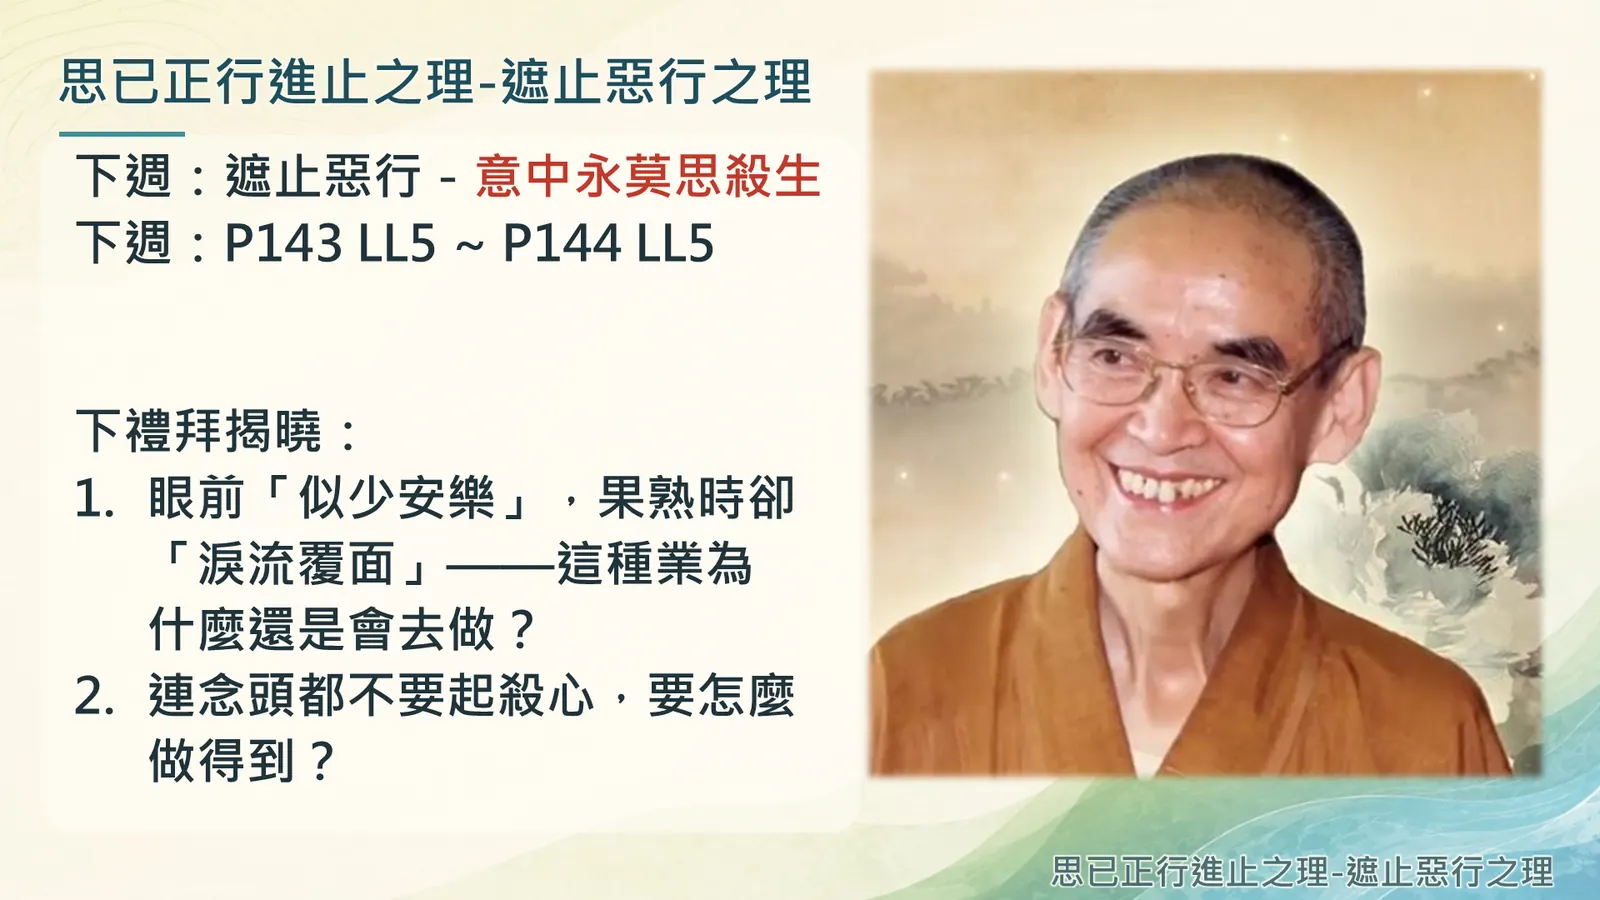 思已正行進止之理-遮止惡行之理
下週：遮止惡行 - 意中永莫思殺生
下週：P143 LL5 ~ P144 LL5
下禮拜揭曉：
1. 眼前「似少安樂」，果熟時卻
「淚流覆面」——這種業為
什麼還是會去做？
2. 連念頭都不要起殺心，要怎麼
做得到？
思已正行進止之理-遮止惡行之理